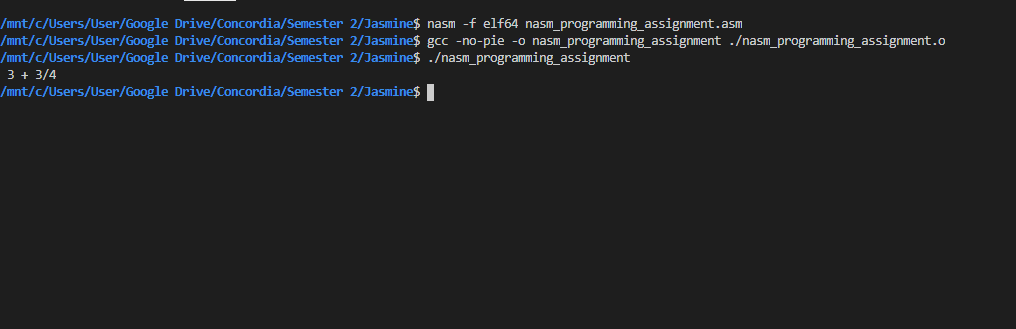 /mnt/c/Users/User/Google Drive/Concordia/Semester 2/Jasmine$ nasm -f elf64 nasm_programming_assignment.asm
/mnt/c/Users/User/Google Drive/Concordia/Semester 2/Jasmine$ gcc -no-pie -o nasm_programming_assignment ./nasm_programming_assignment.o
/mnt/c/Users/User/Google Drive/Concordia/Semester 2/Jasmine$ ./nasm_programming_assignment
 3 + 3/4
/mnt/c/Users/User/Google Drive/Concordia/Semester 2/Jasmine$